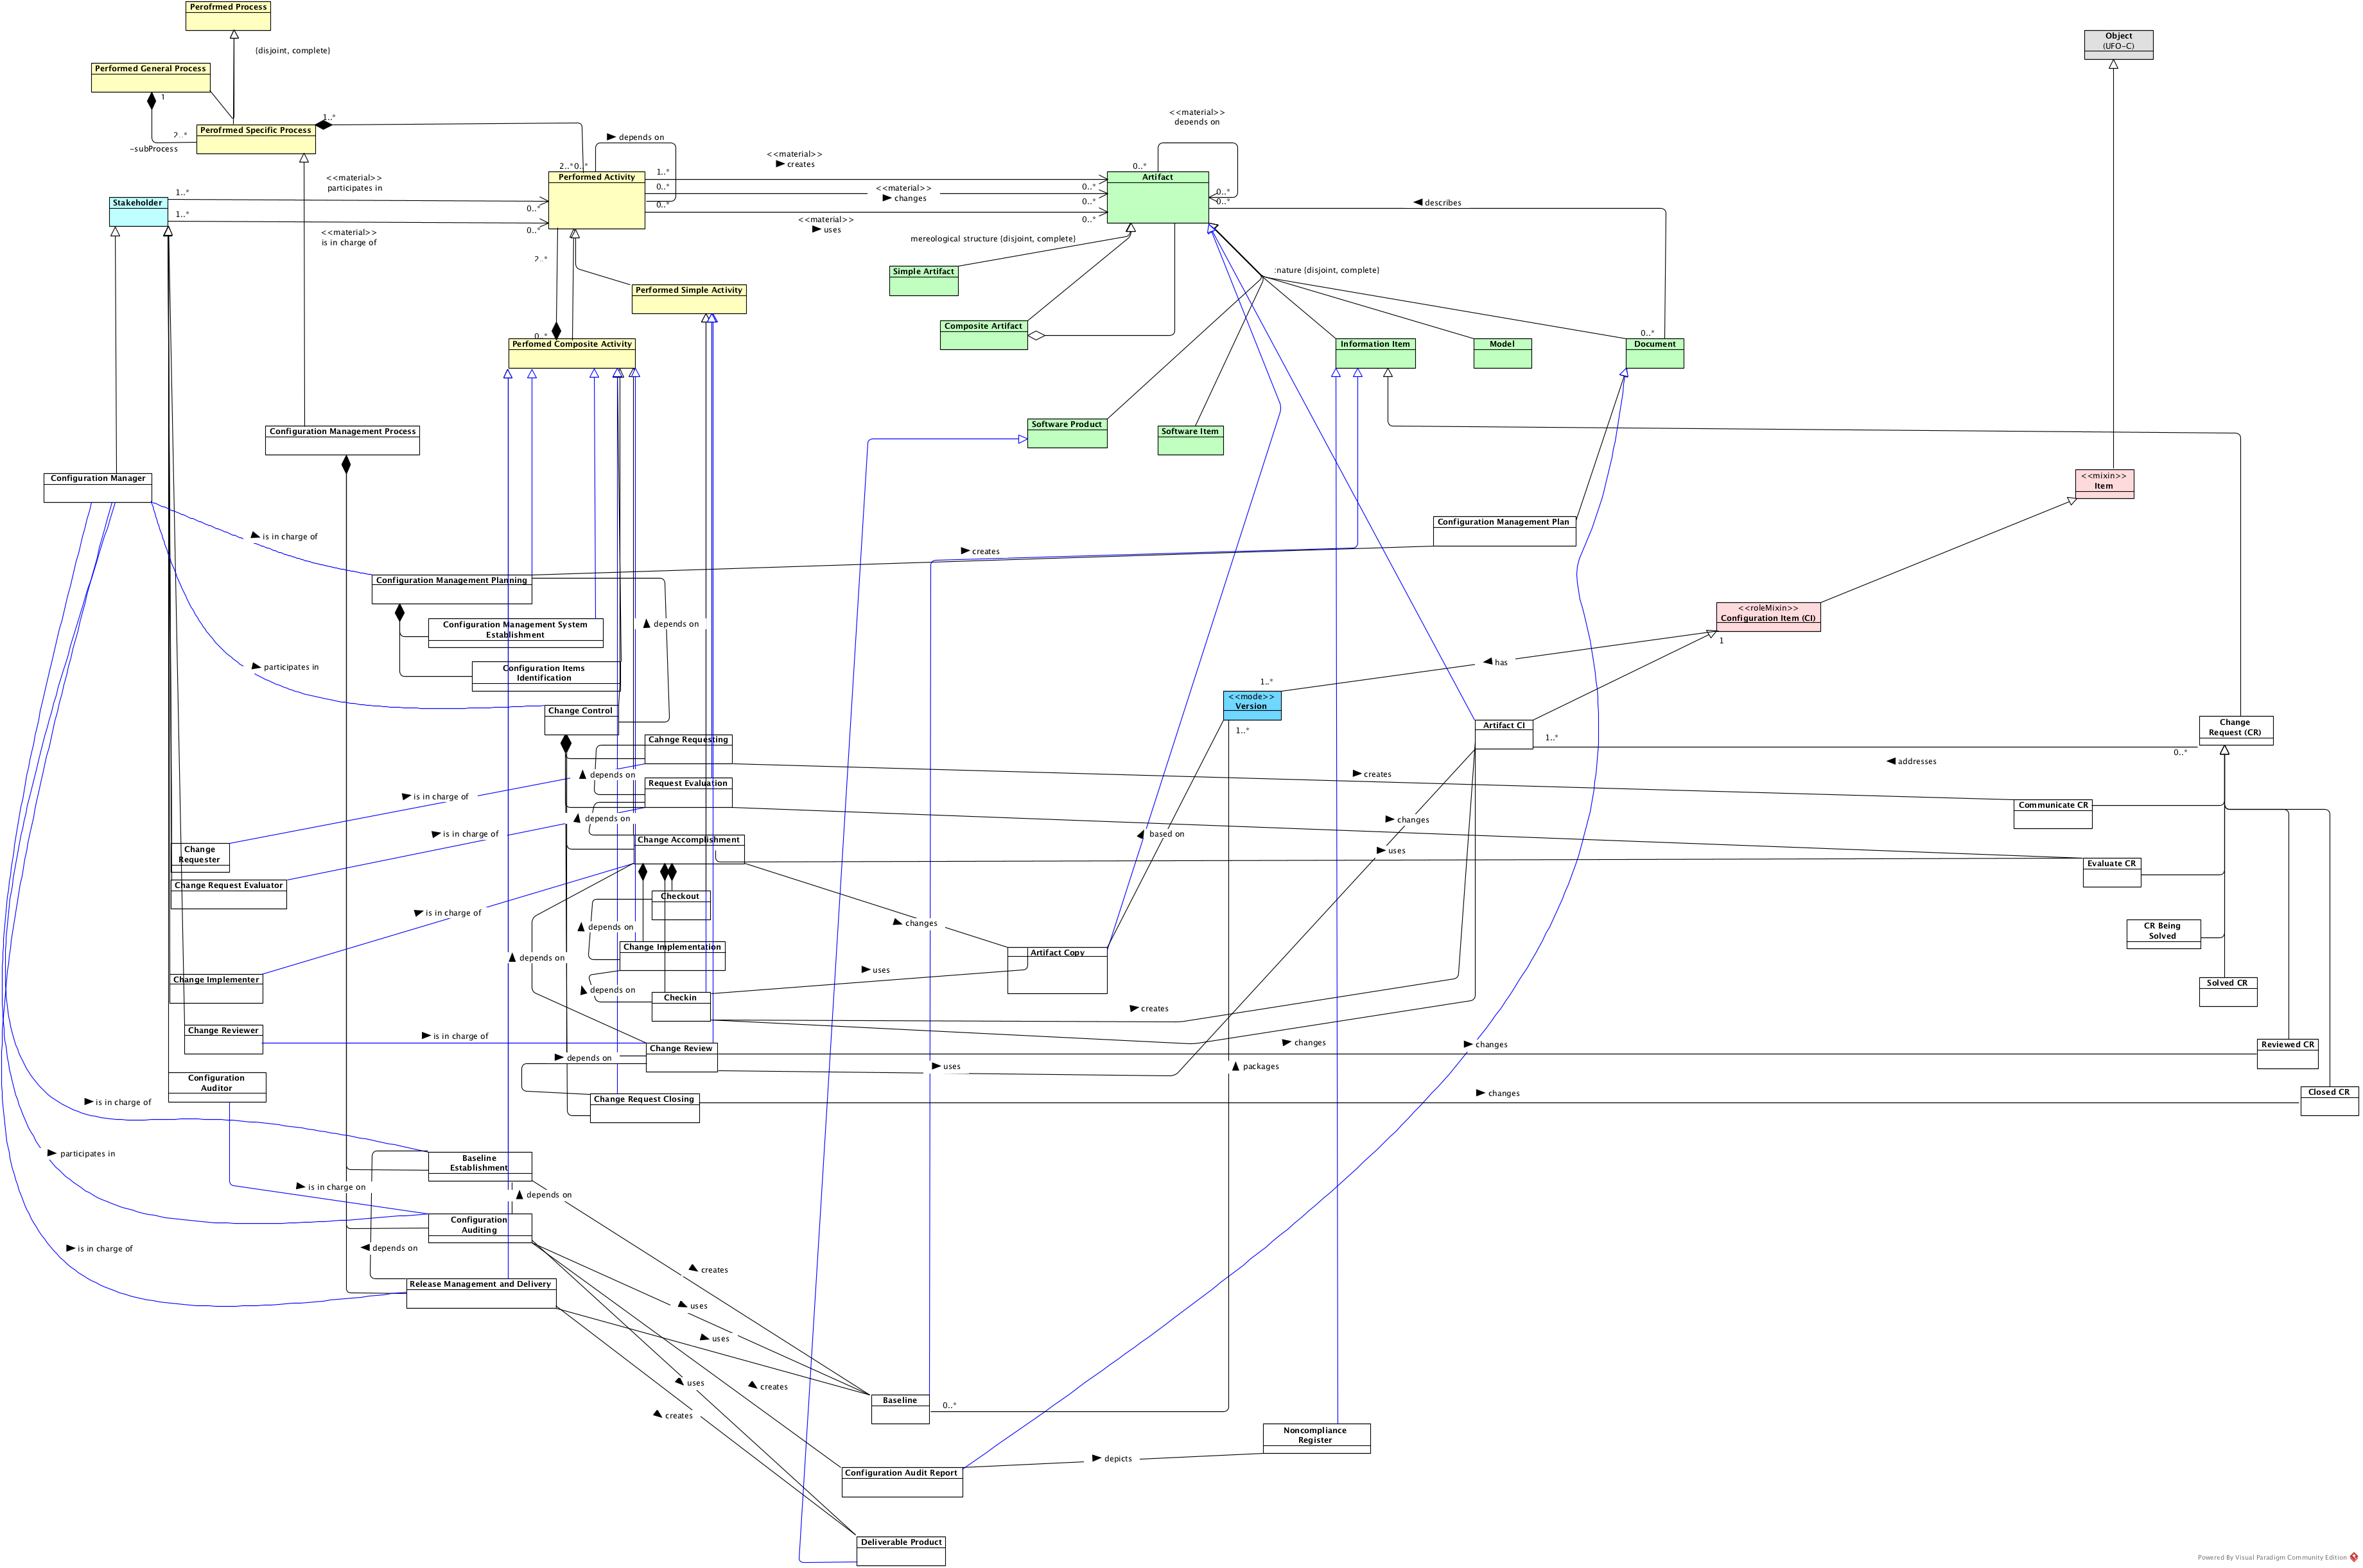 Perofrmed Process
{disjoint, complete}
Object
(UFO-C)
Performed General Process
1
Perofrmed Specific Process
1..*
2..*
-subProcess
depends on
<<material>>
depends on
<<material>>
creates
2..*
0..*
Performed Activity
1..*
0..*
0..*
<<material>>
changes
0..*
0..*
0..*
<<material>>
uses
0..*
Artifact
0..*
0..*
describes
<<material>>
participates in
1..*
0..*
Stakeholder
1..*
0..*
<<material>>
is in charge of
mereological structure {disjoint, complete}
2..*
Simple Artifact
:nature {disjoint, complete}
Performed Simple Activity
Composite Artifact
0..*
Perfomed Composite Activity
Information Item
Model
0..*
Document
Software Product
Software Item
Configuration Management Process
Configuration Manager
<<mixin>>
Item
Configuration Management Plan
is in charge of
creates
Configuration Management Planning
<<roleMixin>>
Configuration Item (CI)
1
Configuration Management System
Establishment
depends on
participates in
Configuration Items
Identification
has
1..*
<<mode>>
Version
1..*
Change Control
Artifact CI
1..*
Change
Request (CR)
0..*
addresses
Cahnge Requesting
depends on
creates
Request Evaluation
is in charge of
Communicate CR
depends on
changes
is in charge of
based on
Change Accomplishment
uses
Change
Requester
Evaluate CR
Change Request Evaluator
Checkout
is in charge of
changes
depends on
CR Being
Solved
Change Implementation
Artifact Copy
depends on
uses
Change Implementer
Solved CR
depends on
Checkin
creates
Change Reviewer
is in charge of
changes
changes
Reviewed CR
Change Review
depends on
uses
packages
Configuration
Auditor
Change Request Closing
changes
Closed CR
is in charge of
participates in
Baseline
Establishment
is in charge on
depends on
Configuration
Auditing
is in charge of
depends on
creates
Release Management and Delivery
uses
uses
uses
creates
Baseline
0..*
creates
Noncompliance
Register
depicts
Configuration Audit Report
Deliverable Product
Powered By Visual Paradigm Community Edition